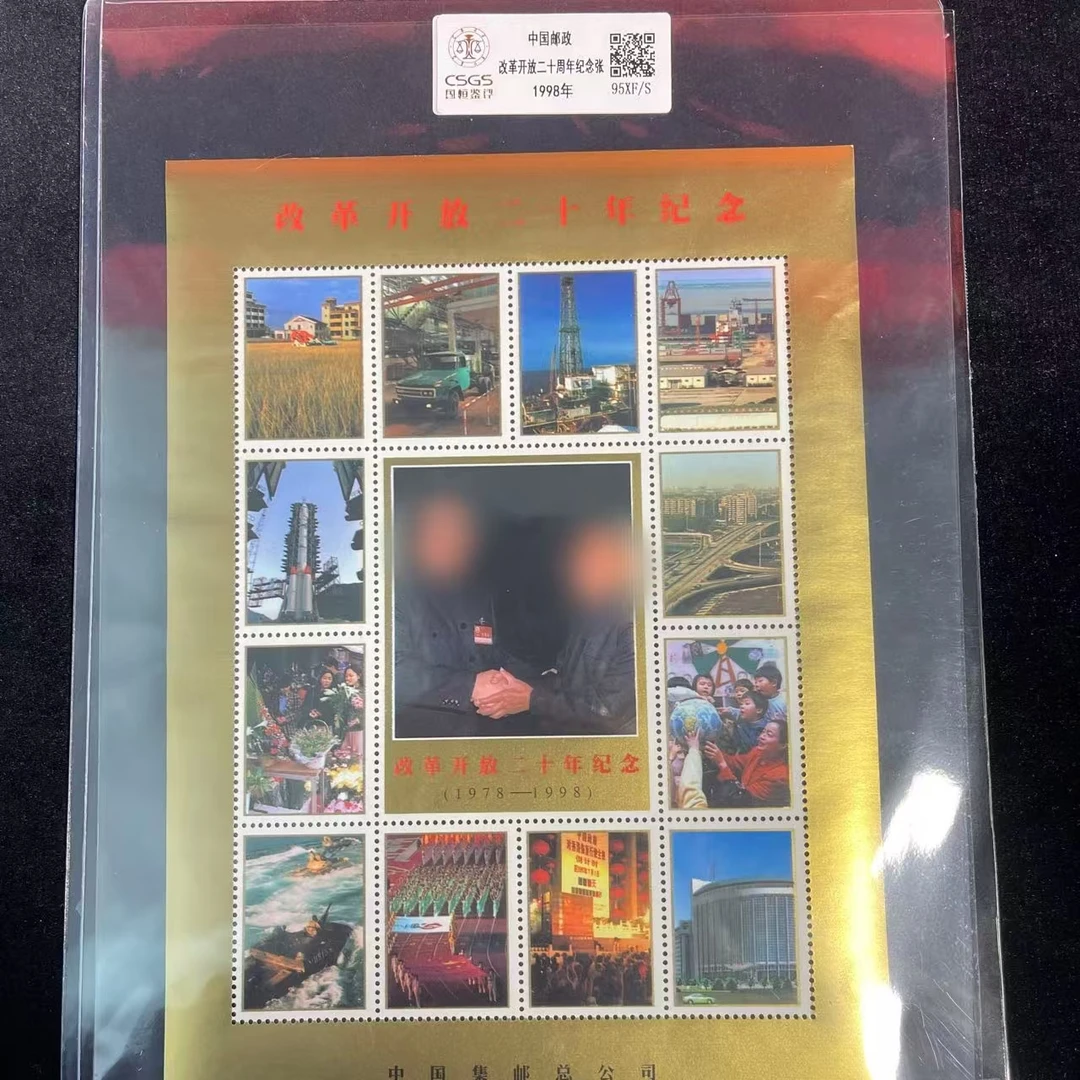 中国邮政
改革开放二十周年纪念张
1998年
95XF/S
CSGS
国恒鉴评
改革开放二十年纪念
改革开放二十年纪念
(1978—1998)
中国集邮总公司